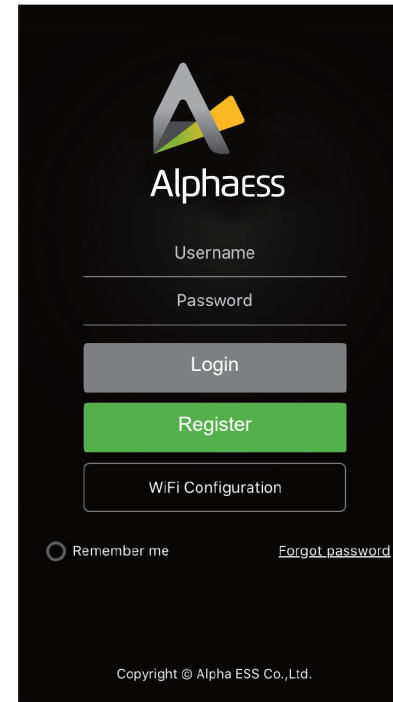 AlphaESS
Username
Password
Login
Register
WiFi Configuration
Remember me Forgot password
Copyright © Alpha ESS Co.,Ltd.